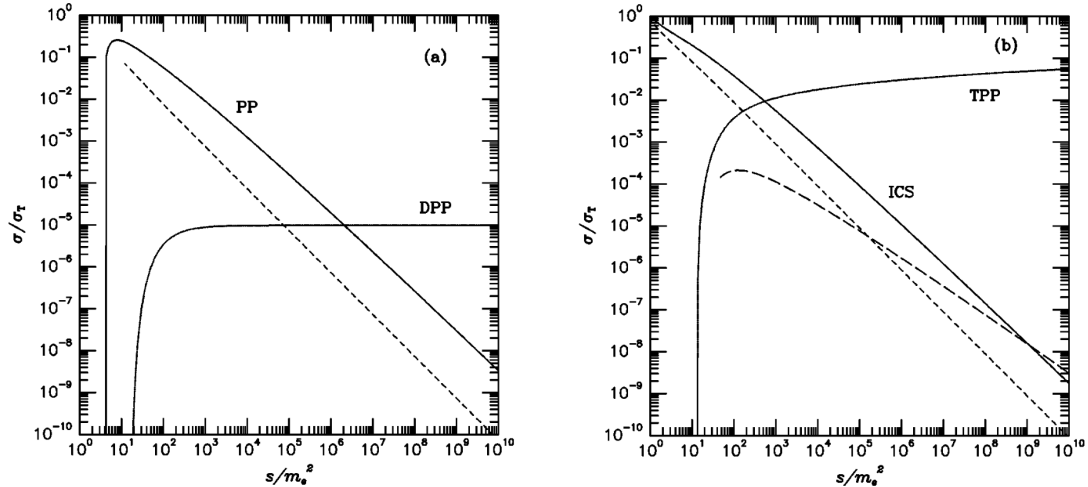 (a)
PP
DPP
σ/σ_T
10⁰
10⁻¹
10⁻²
10⁻³
10⁻⁴
10⁻⁵
10⁻⁶
10⁻⁷
10⁻⁸
10⁻⁹
10⁻¹⁰
10⁰ 10¹ 10² 10³ 10⁴ 10⁵ 10⁶ 10⁷ 10⁸ 10⁹ 10¹⁰
s/mₑ²
(b)
TPP
ICS
σ/σ_T
10⁰
10⁻¹
10⁻²
10⁻³
10⁻⁴
10⁻⁵
10⁻⁶
10⁻⁷
10⁻⁸
10⁻⁹
10⁻¹⁰
10⁰ 10¹ 10² 10³ 10⁴ 10⁵ 10⁶ 10⁷ 10⁸ 10⁹ 10¹⁰
s/mₑ²